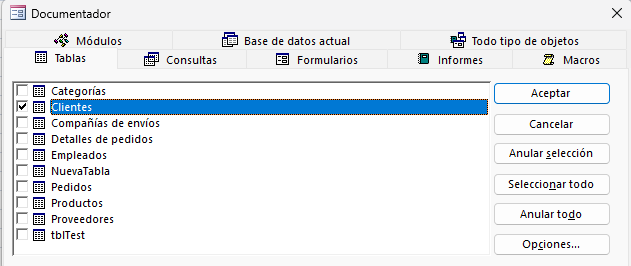 Documentador
Módulos
Base de datos actual
Todo tipo de objetos
Tablas
Consultas
Formularios
Informes
Macros
Categorías
Clientes
Compañías de envíos
Detalles de pedidos
Empleados
NuevaTabla
Pedidos
Productos
Proveedores
tblTest
Aceptar
Cancelar
Anular selección
Seleccionar todo
Anular todo
Opciones...